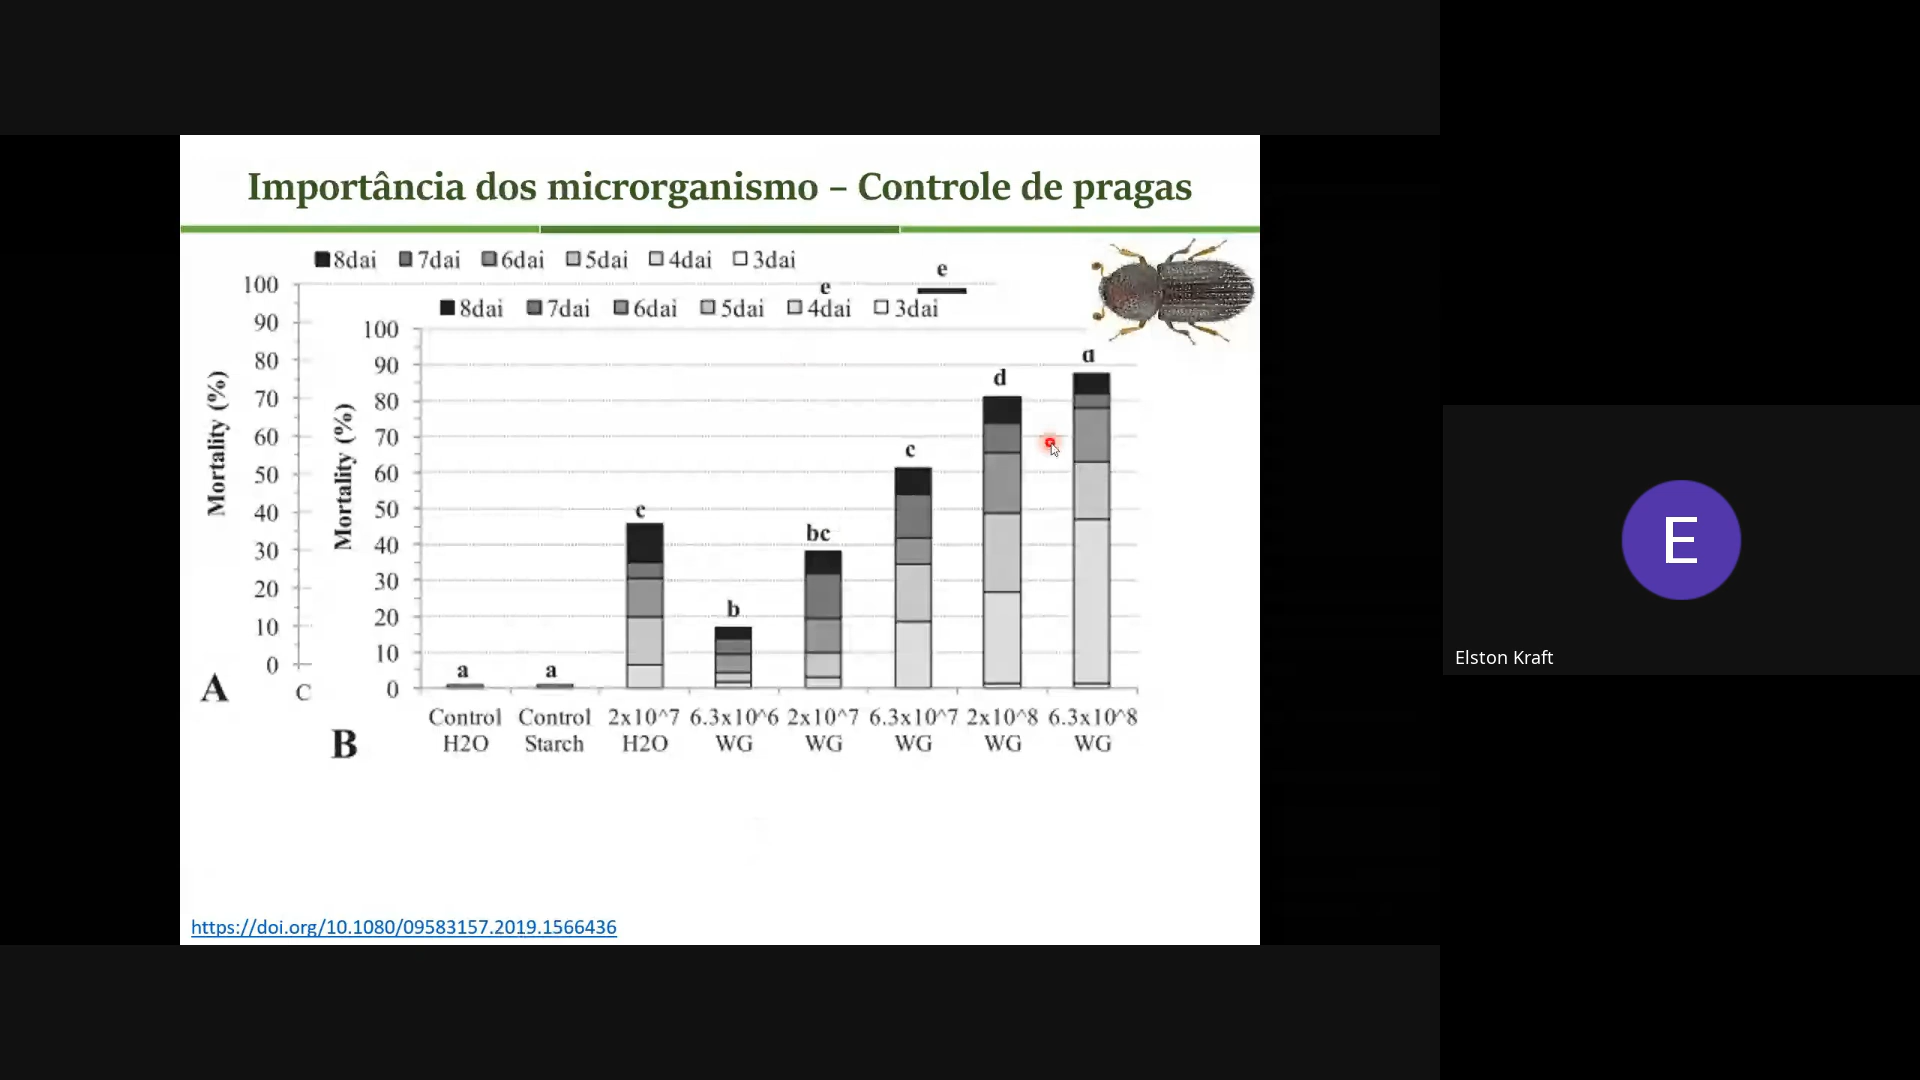 Importância dos microrganismo – Controle de pragas
8dai 7dai 6dai 5dai 4dai 3dai
e
e
100
90
80
70
60
50
40
30
20
10
0
Mortality (%)
A
C
8dai 7dai 6dai 5dai 4dai 3dai
100
90
80
70
60
50
40
30
20
10
0
Mortality (%)
a a c b bc c d d
Control H2O
Control Starch
2x10^7 H2O
6.3x10^6 WG
2x10^7 WG
6.3x10^7 WG
2x10^8 WG
6.3x10^8 WG
B
https://doi.org/10.1080/09583157.2019.1566436
E
Elston Kraft